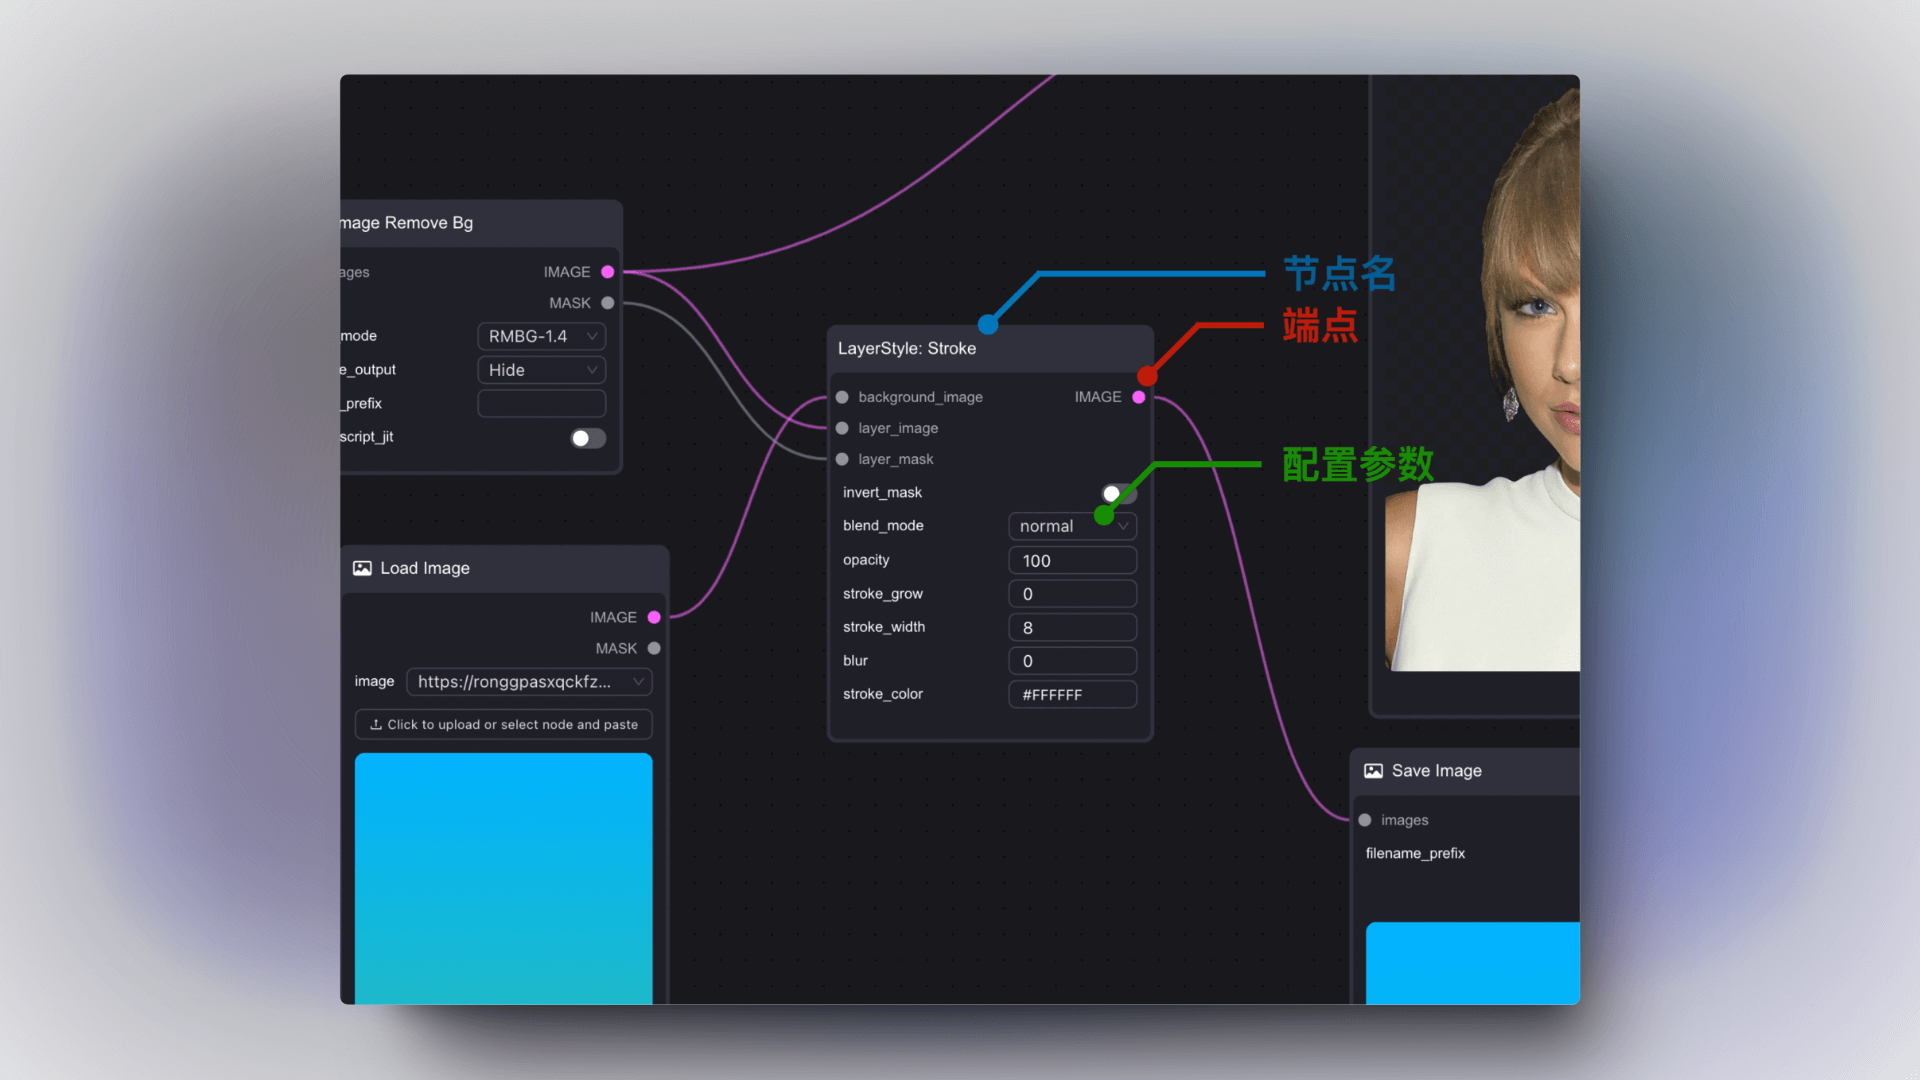 mage Remove Bg
ages
IMAGE
MASK
mode
RMBG-1.4
e_output
Hide
_prefix
script_jit
Load Image
IMAGE
MASK
image
https://ronggpasxqckfz...
Click to upload or select node and paste
LayerStyle: Stroke
background_image
IMAGE
layer_image
layer_mask
invert_mask
blend_mode
normal
opacity
100
stroke_grow
0
stroke_width
8
blur
0
stroke_color
#FFFFFF
节点名
端点
配置参数
Save Image
images
filename_prefix